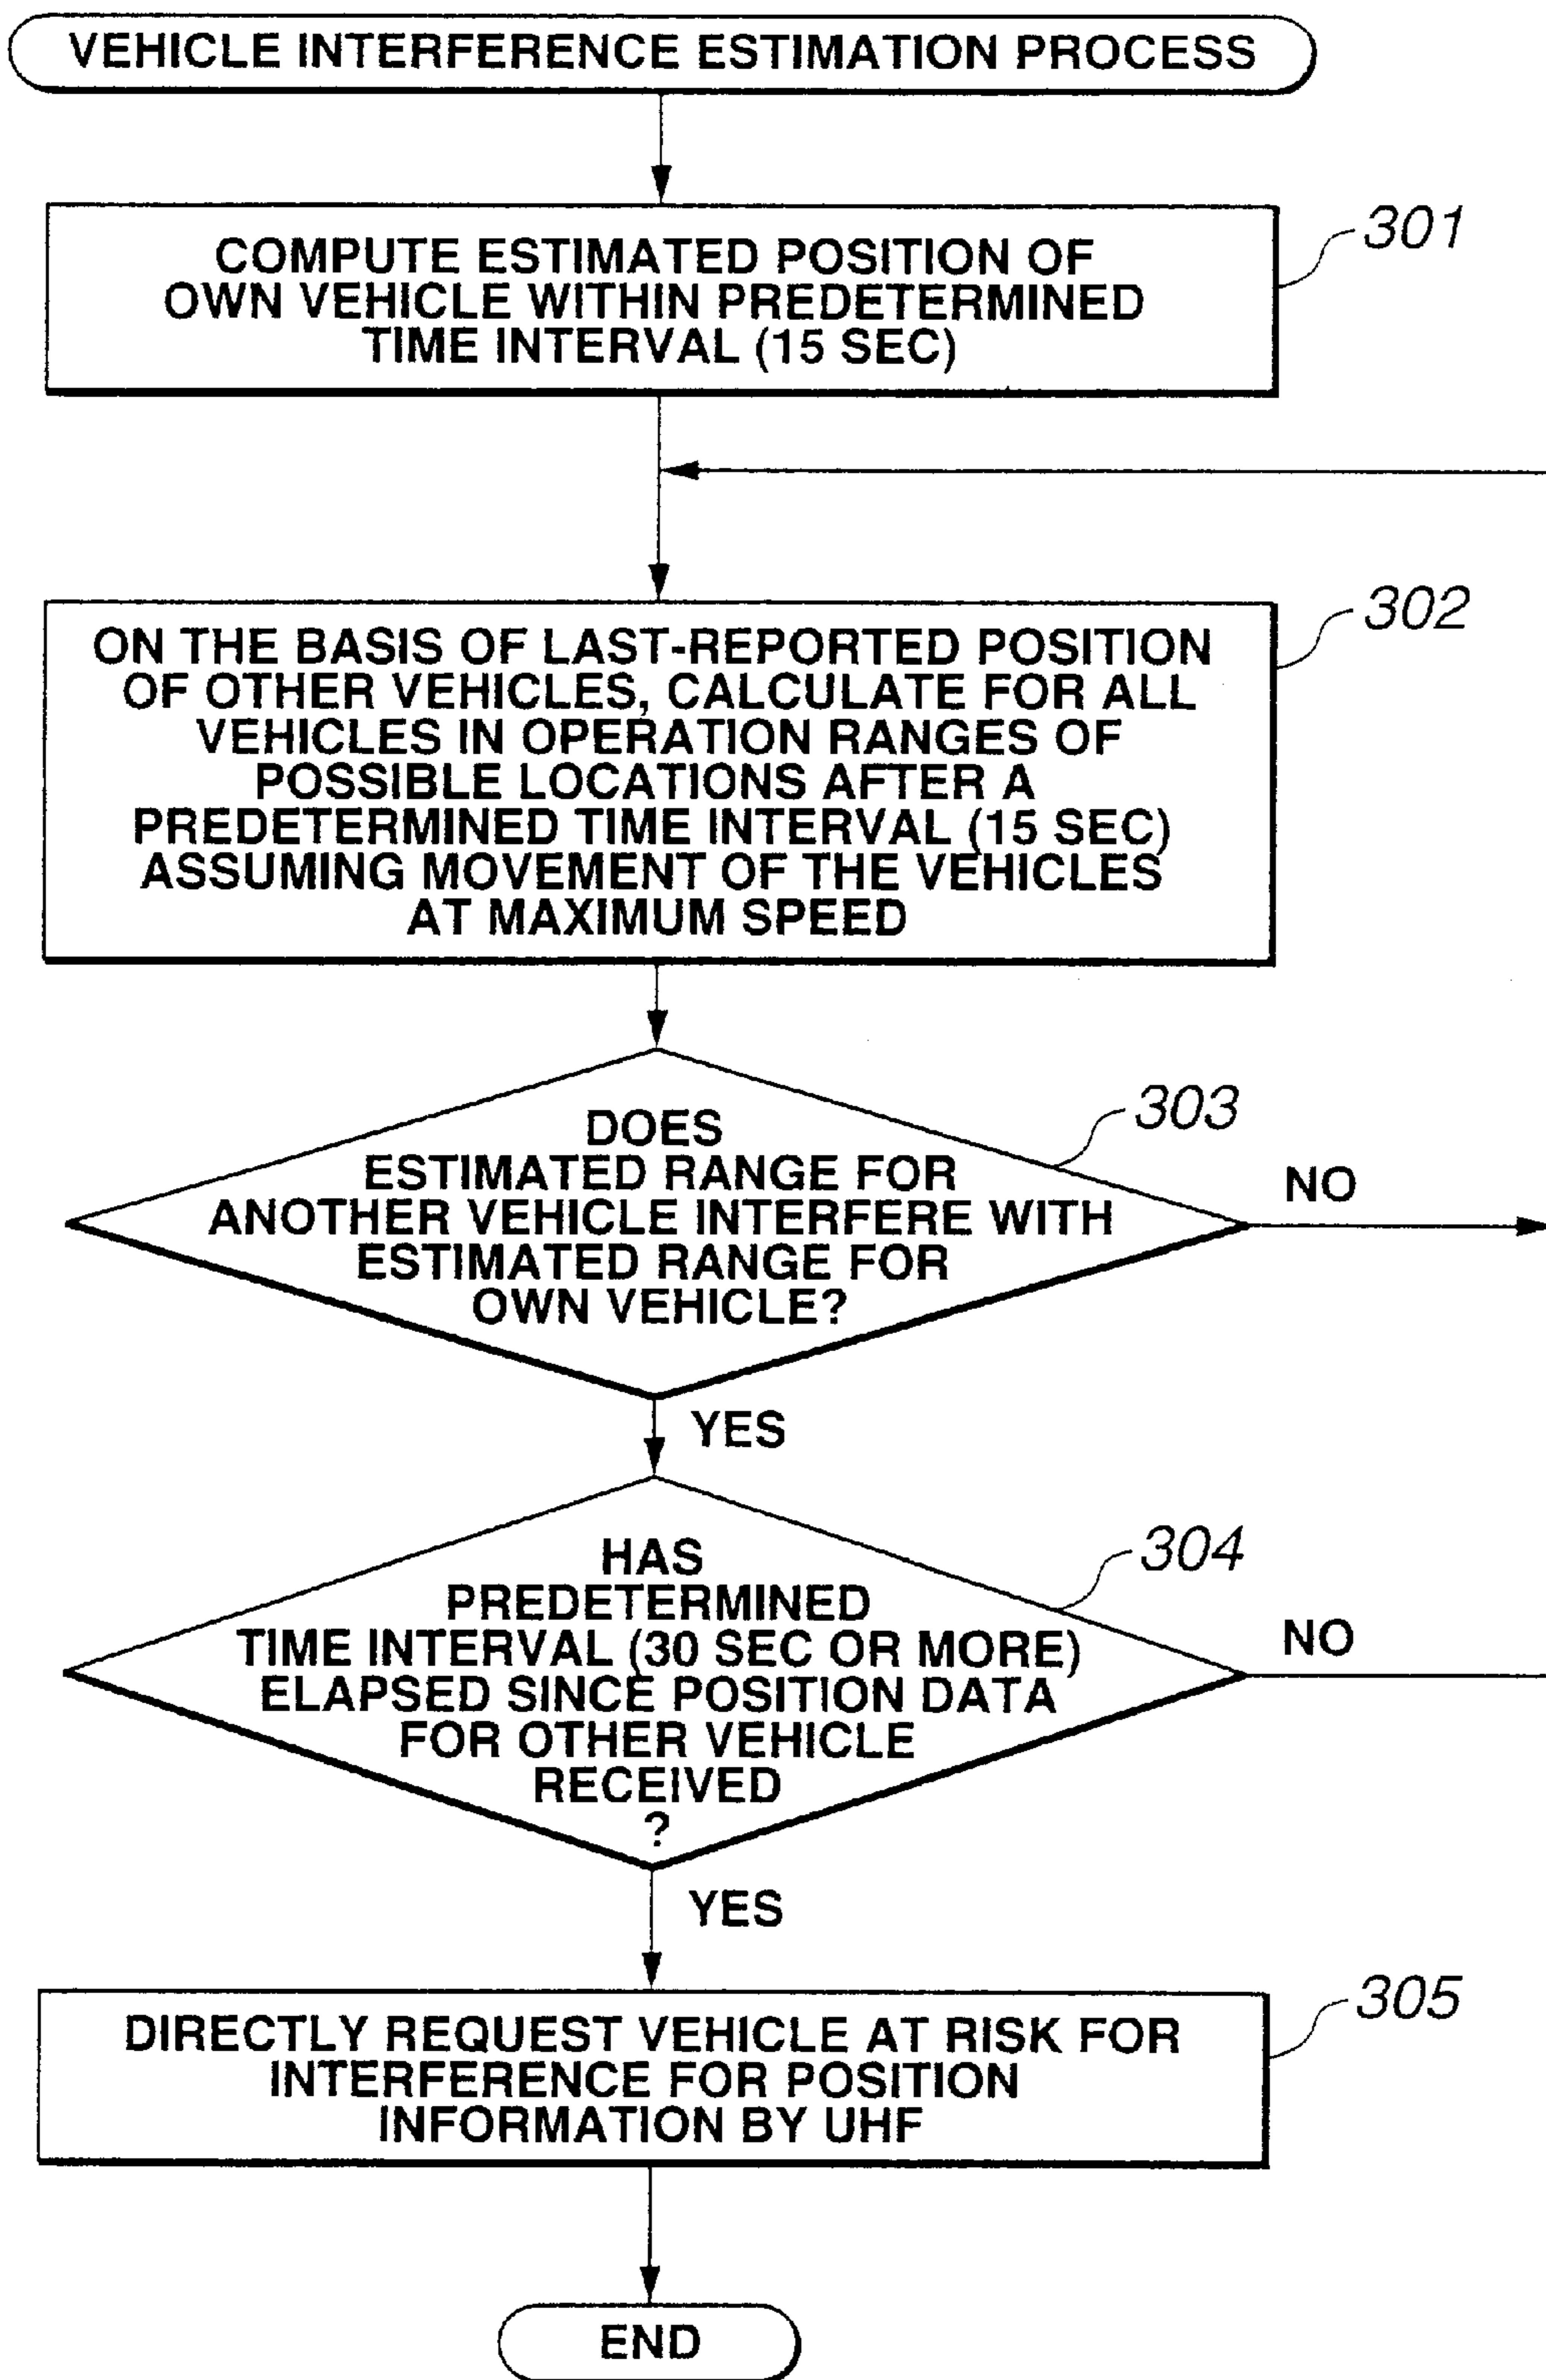 VEHICLE INTERFERENCE ESTIMATION PROCESS
301
COMPUTE ESTIMATED POSITION OF
OWN VEHICLE WITHIN PREDETERMINED
TIME INTERVAL (15 SEC)
302
ON THE BASIS OF LAST-REPORTED POSITION
OF OTHER VEHICLES, CALCULATE FOR ALL
VEHICLES IN OPERATION RANGES OF
POSSIBLE LOCATIONS AFTER A
PREDETERMINED TIME INTERVAL (15 SEC)
ASSUMING MOVEMENT OF THE VEHICLES
AT MAXIMUM SPEED
303
DOES
ESTIMATED RANGE FOR
ANOTHER VEHICLE INTERFERE WITH
ESTIMATED RANGE FOR
OWN VEHICLE?
NO
YES
304
HAS
PREDETERMINED
TIME INTERVAL (30 SEC OR MORE)
ELAPSED SINCE POSITION DATA
FOR OTHER VEHICLE
RECEIVED
?
NO
YES
305
DIRECTLY REQUEST VEHICLE AT RISK FOR
INTERFERENCE FOR POSITION
INFORMATION BY UHF
END